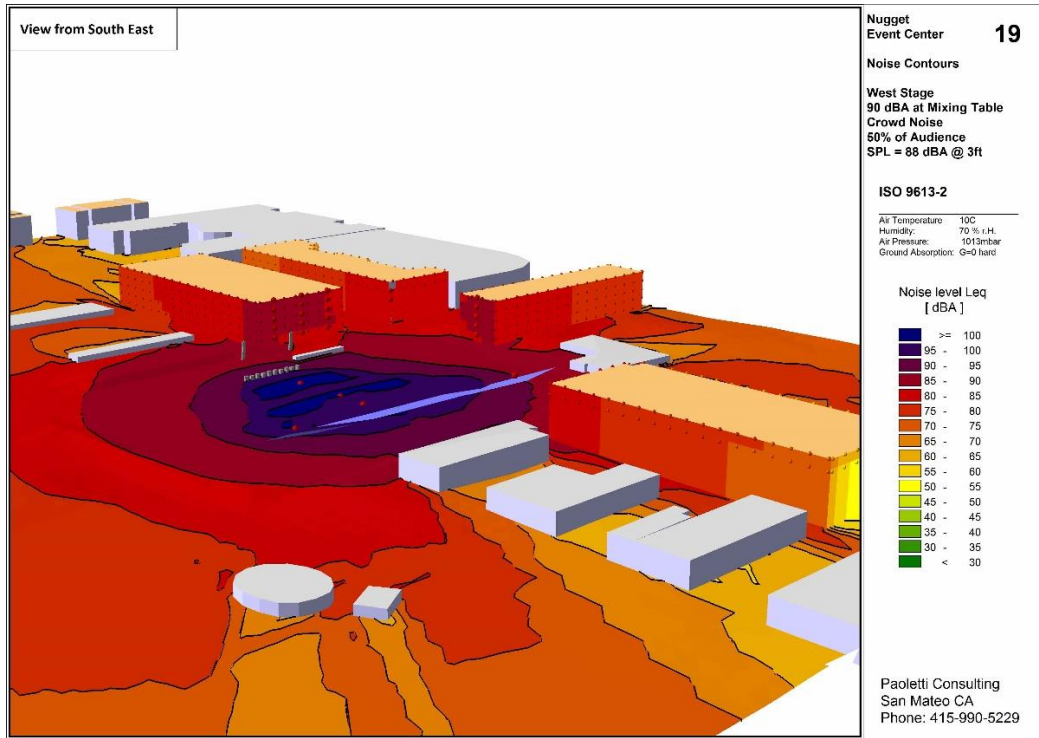 View from South East
Nugget
Event Center 19
Noise Contours
West Stage
90 dBA at Mixing Table
Crowd Noise
50% of Audience
SPL = 88 dBA @ 3ft
ISO 9613-2
Air Temperature 10C
Humidity: 70 % r.H.
Air Pressure: 1013mbar
Ground Absorption: G=0 hard
Noise level Leq
[ dBA ]
>= 100
95 - 100
90 - 95
85 - 90
80 - 85
75 - 80
70 - 75
65 - 70
60 - 65
55 - 60
50 - 55
45 - 50
40 - 45
35 - 40
30 - 35
< 30
Paoletti Consulting
San Mateo CA
Phone: 415-990-5229